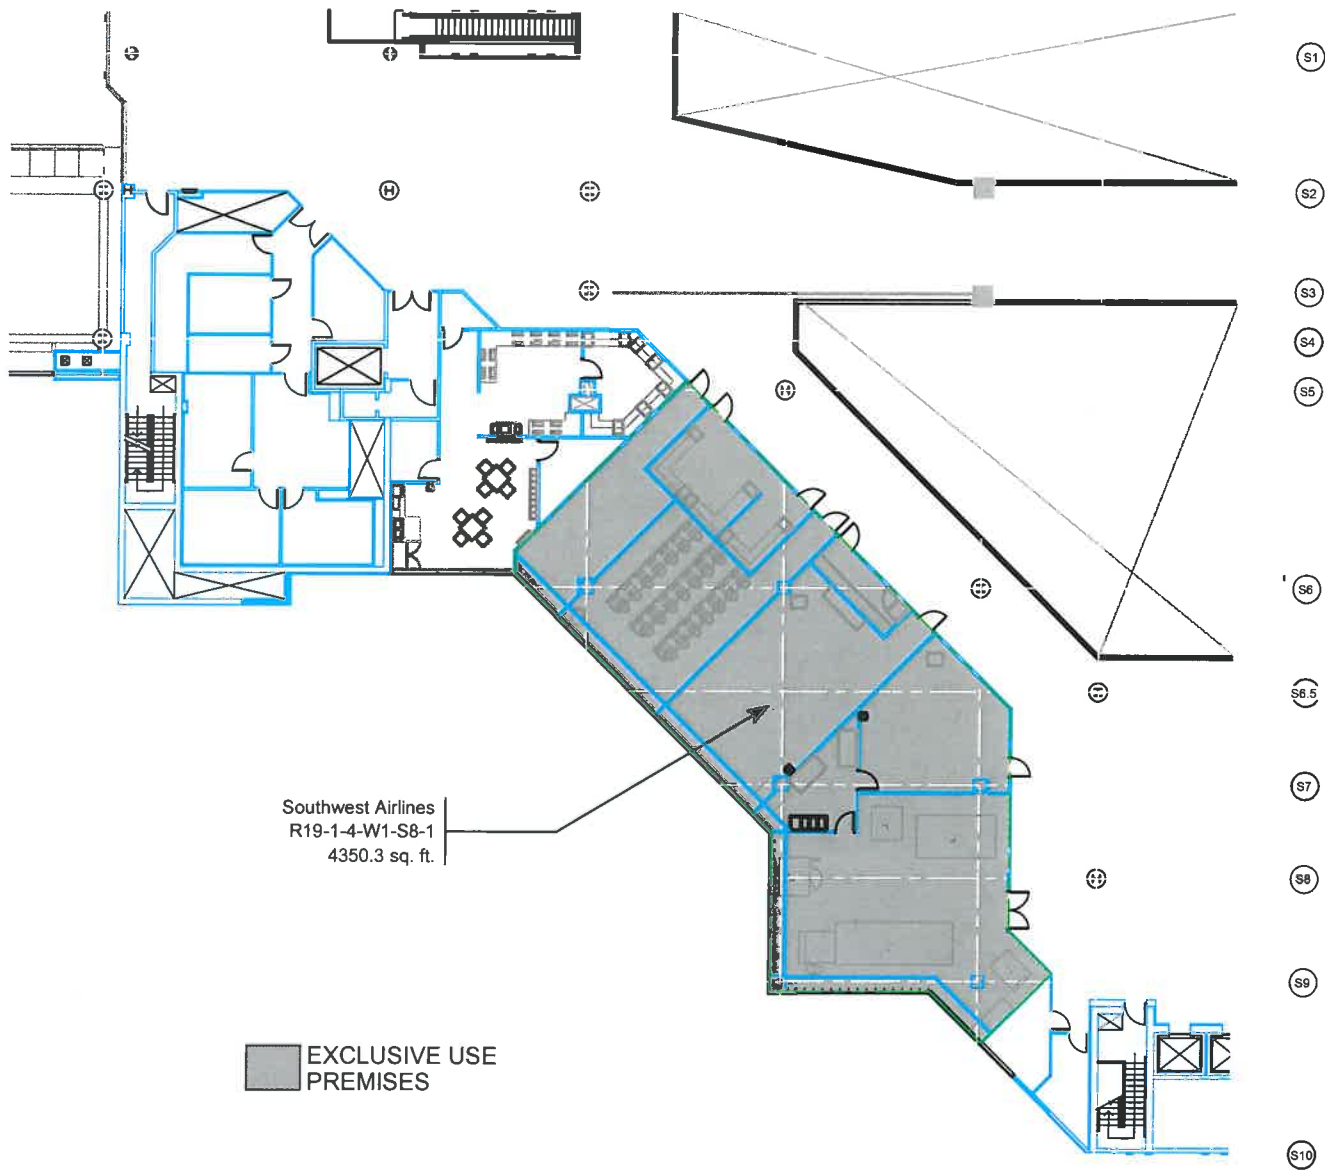 S1
S2
S3
S4
S5
S6
S6.5
S7
Southwest Airlines
R19-1-4-W1-S8-1
4350.3 sq. ft.
S8
S9
EXCLUSIVE USE
PREMISES
S10